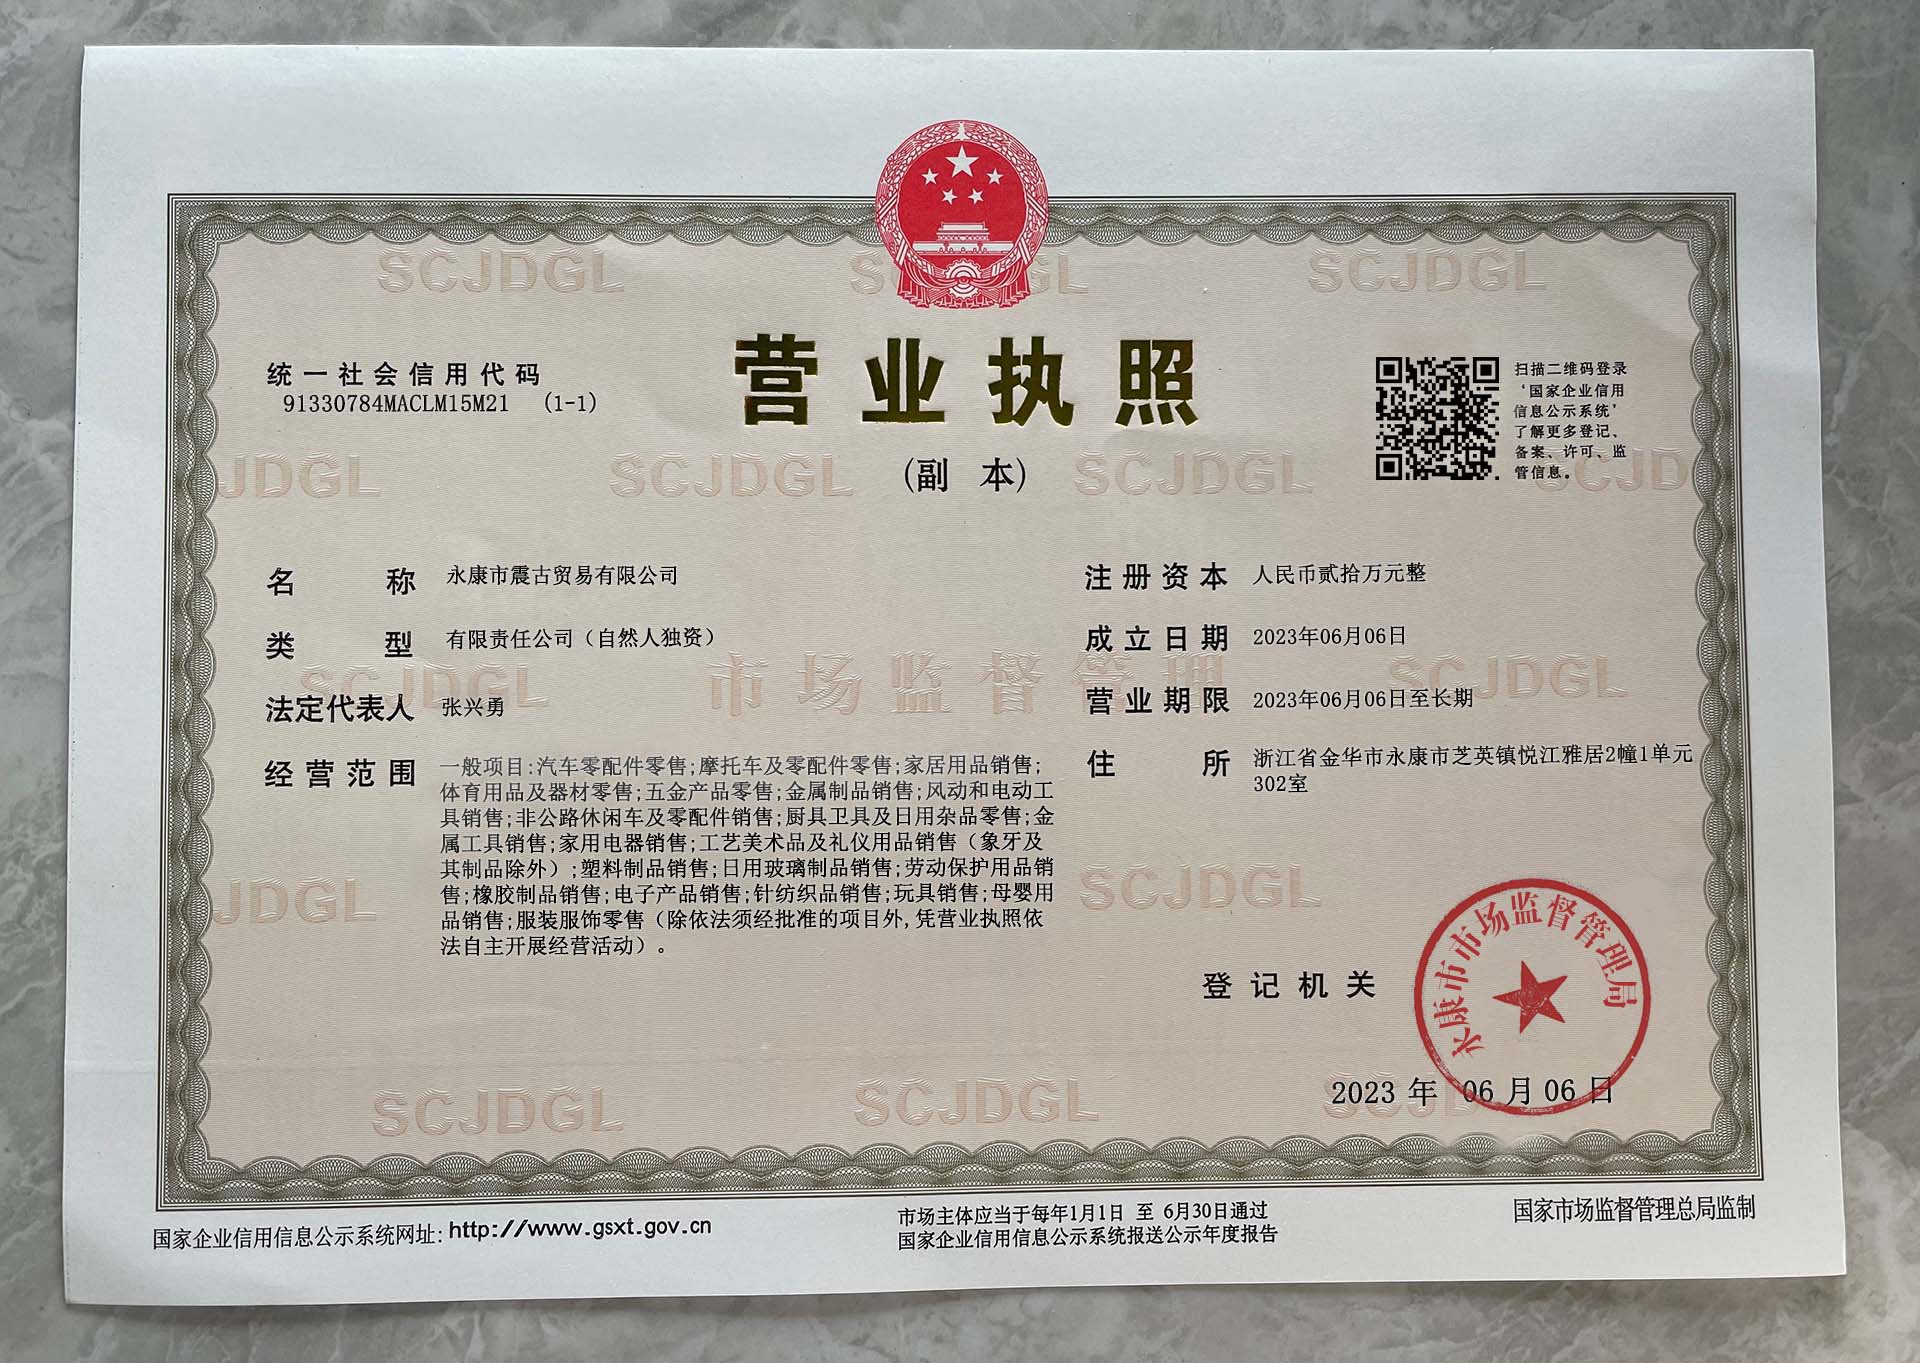 SCJDGL SCJDGL SCJDGL
营业执照
(副 本)
统一社会信用代码
91330784MACLM15M21 (1-1)
扫描二维码登录
‘国家企业信用
信息公示系统’
了解更多登记、
备案、许可、监
管信息。
JDGL SCJDGL SCJDGL SCJD
名 称 永康市震古贸易有限公司
类 型 有限责任公司（自然人独资）
法定代表人 张兴勇
经营范围 一般项目:汽车零配件零售;摩托车及零配件零售;家居用品销售;
体育用品及器材零售;五金产品零售;金属制品销售;风动和电动工
具销售;非公路休闲车及零配件销售;厨具卫具及日用杂品零售;金
属工具销售;家用电器销售;工艺美术品及礼仪用品销售（象牙及
其制品除外）;塑料制品销售;日用玻璃制品销售;劳动保护用品销
售;橡胶制品销售;电子产品销售;针纺织品销售;玩具销售;母婴用
品销售;服装服饰零售（除依法须经批准的项目外,凭营业执照依
法自主开展经营活动）。
注册资本 人民币贰拾万元整
成立日期 2023年06月06日
营业期限 2023年06月06日至长期
住 所 浙江省金华市永康市芝英镇悦江雅居2幢1单元
302室
SCJDGL 市场监督管理 SCJDGL
JDGL SCJDGL
登记机关
永康市市场监督管理局
2023 年 06 月 06 日
SCJDGL SCJDGL SCJDGL
国家企业信用信息公示系统网址: http://www.gsxt.gov.cn
市场主体应当于每年1月1日 至 6月30日通过
国家企业信用信息公示系统报送公示年度报告
国家市场监督管理总局监制